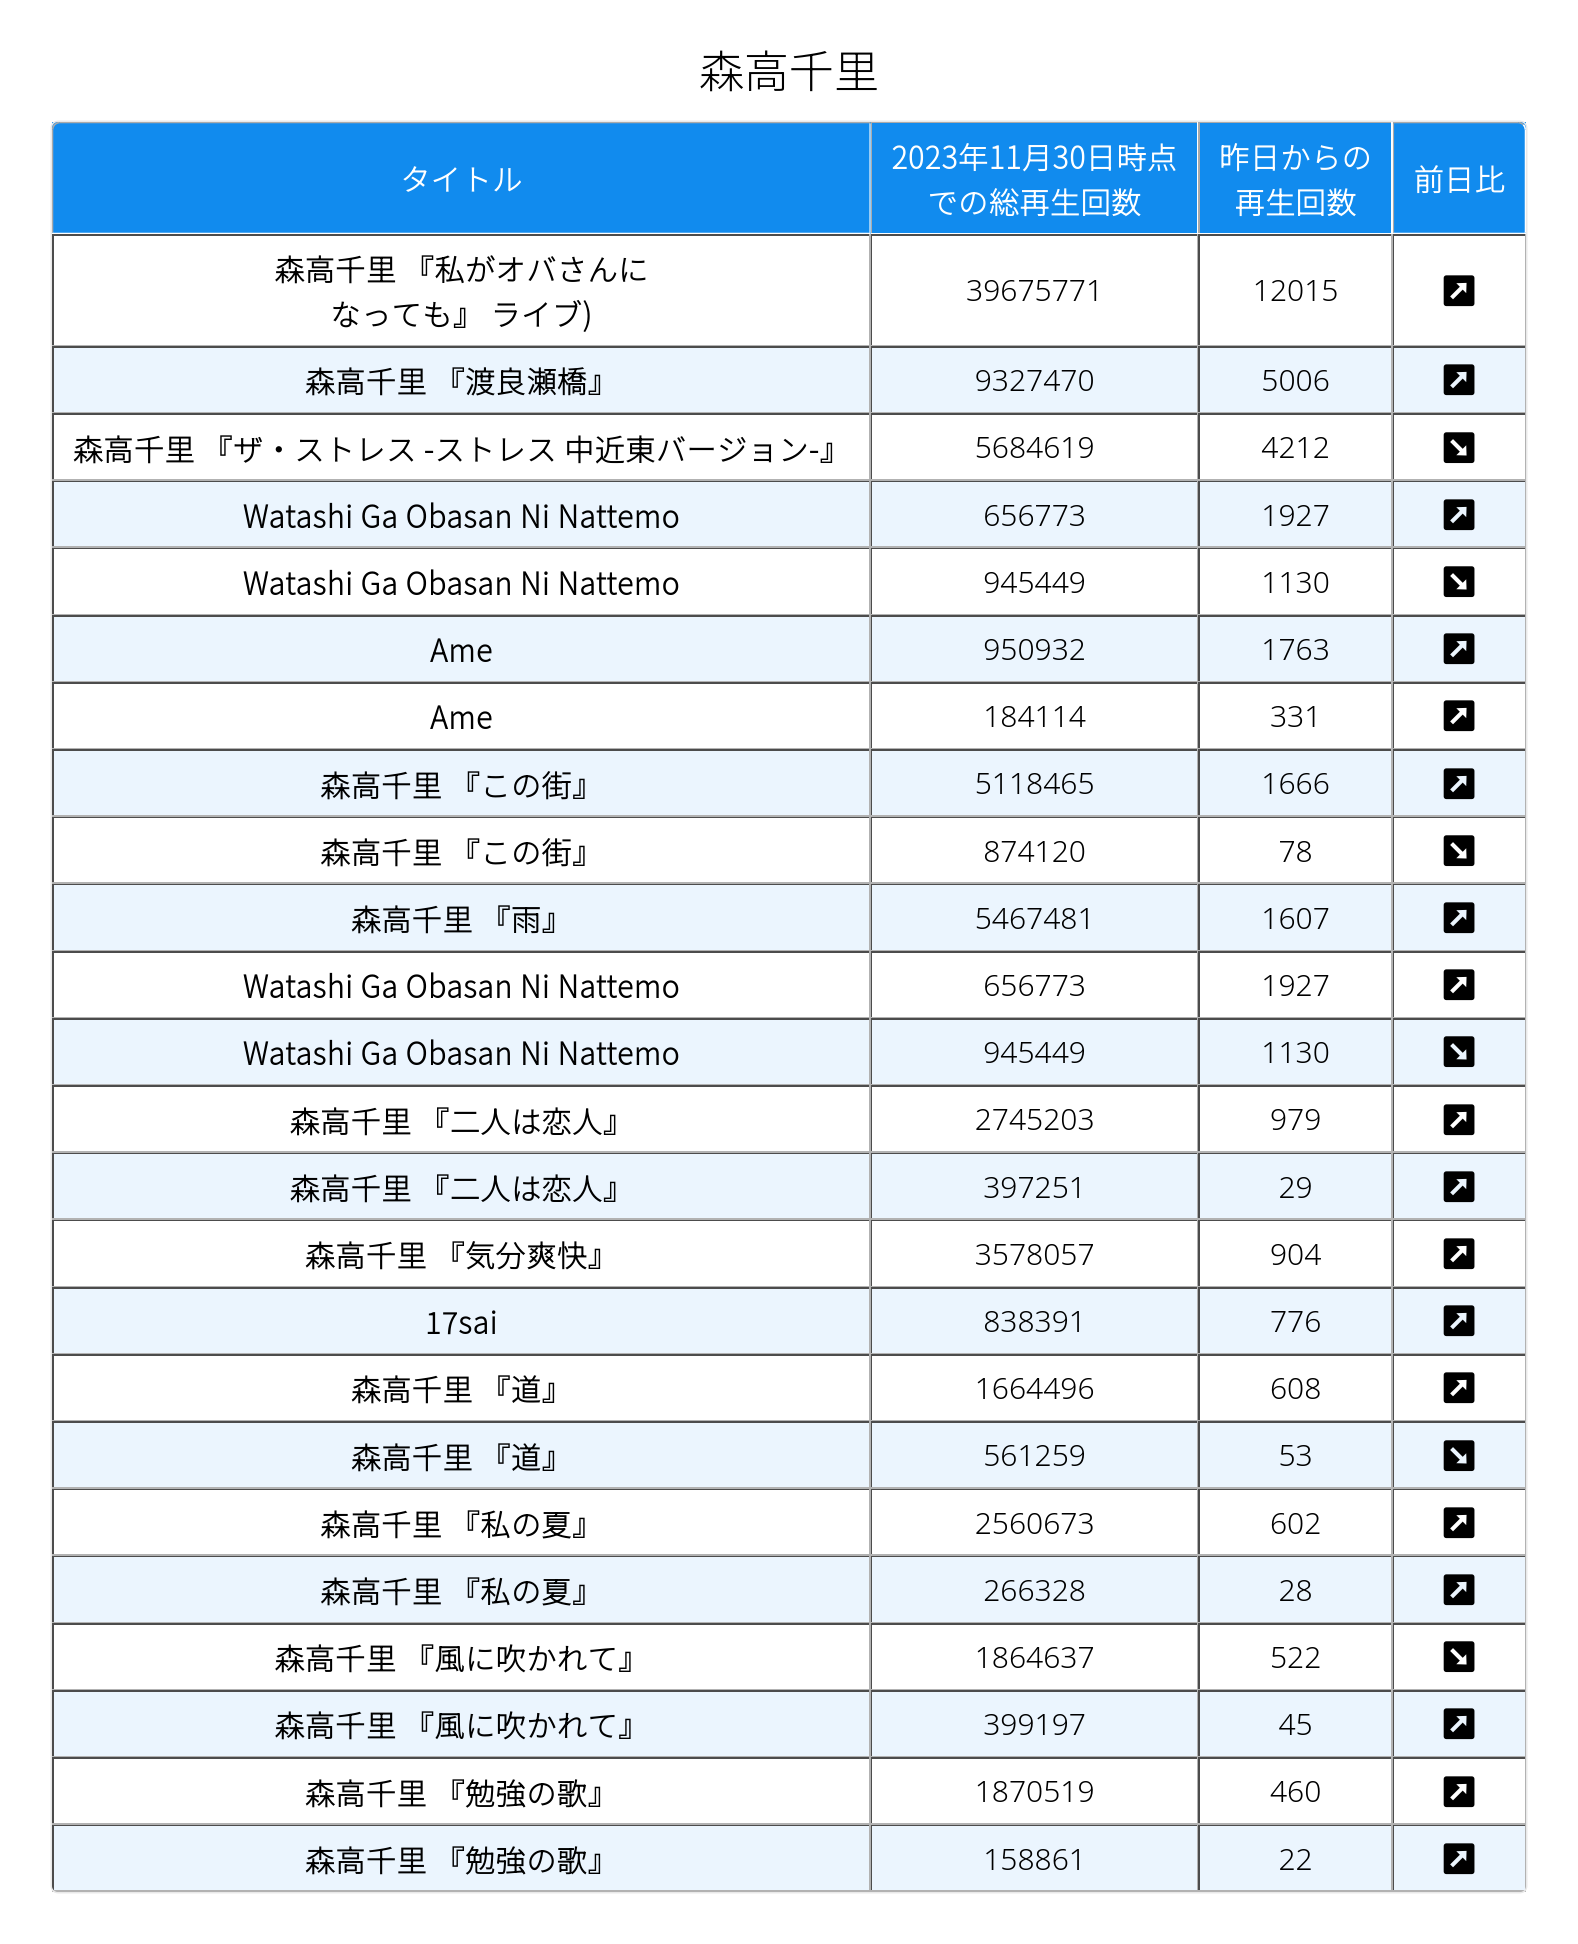 森高千里
タイトル 2023年11月30日時点 昨日からの 前日比
での総再生回数 再生回数
森高千里 『私がオバさんに
なっても』 ライブ) 39675771 12015 ↗
森高千里 『渡良瀬橋』 9327470 5006 ↗
森高千里 『ザ・ストレス -ストレス 中近東バージョン-』 5684619 4212 ↘
Watashi Ga Obasan Ni Nattemo 656773 1927 ↗
Watashi Ga Obasan Ni Nattemo 945449 1130 ↘
Ame 950932 1763 ↗
Ame 184114 331 ↗
森高千里 『この街』 5118465 1666 ↗
森高千里 『この街』 874120 78 ↘
森高千里 『雨』 5467481 1607 ↗
Watashi Ga Obasan Ni Nattemo 656773 1927 ↗
Watashi Ga Obasan Ni Nattemo 945449 1130 ↘
森高千里 『二人は恋人』 2745203 979 ↗
森高千里 『二人は恋人』 397251 29 ↗
森高千里 『気分爽快』 3578057 904 ↗
17sai 838391 776 ↗
森高千里 『道』 1664496 608 ↗
森高千里 『道』 561259 53 ↘
森高千里 『私の夏』 2560673 602 ↗
森高千里 『私の夏』 266328 28 ↗
森高千里 『風に吹かれて』 1864637 522 ↘
森高千里 『風に吹かれて』 399197 45 ↗
森高千里 『勉強の歌』 1870519 460 ↗
森高千里 『勉強の歌』 158861 22 ↗